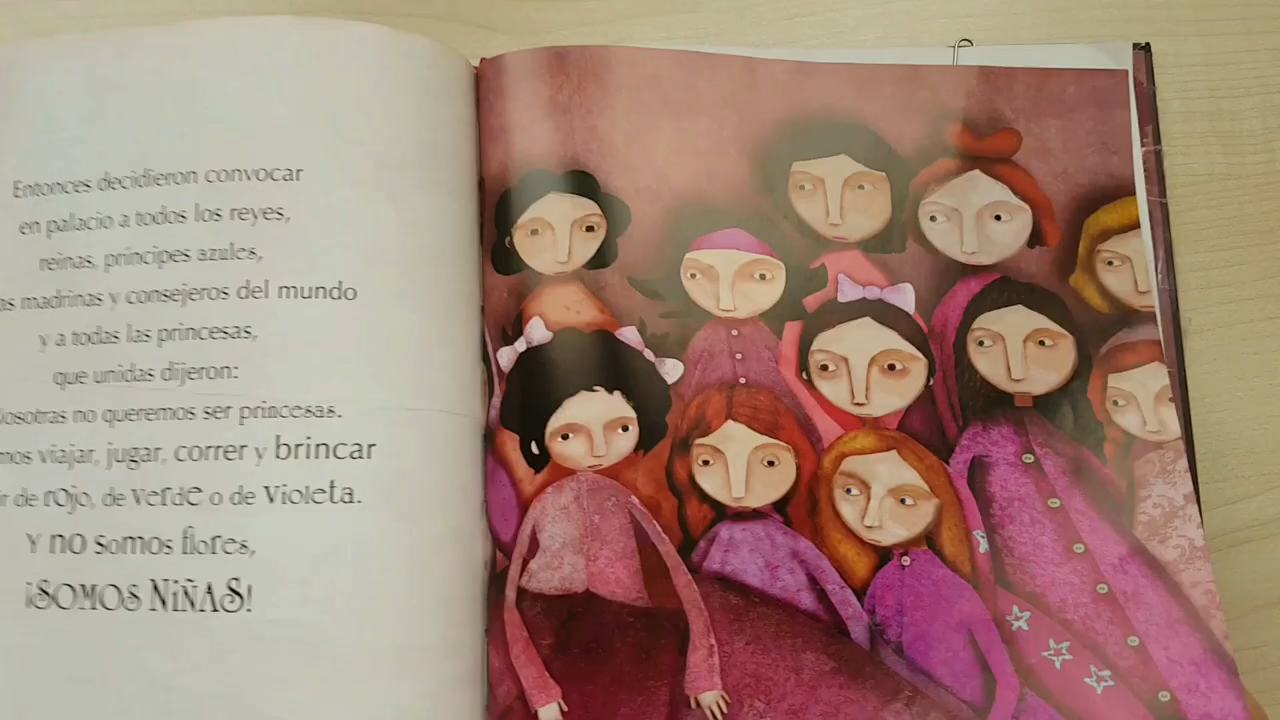 Entonces decidieron convocar
en palacio a todos los reyes,
reinas, príncipes azules,
madrinas y consejeros del mundo
y a todas las princesas,
que unidas dijeron:
no queremos ser princesas.
viajar, jugar, correr y brincar
de rojo, de verde o de violeta.
Y no somos flores,
¡SOMOS NiÑAS!